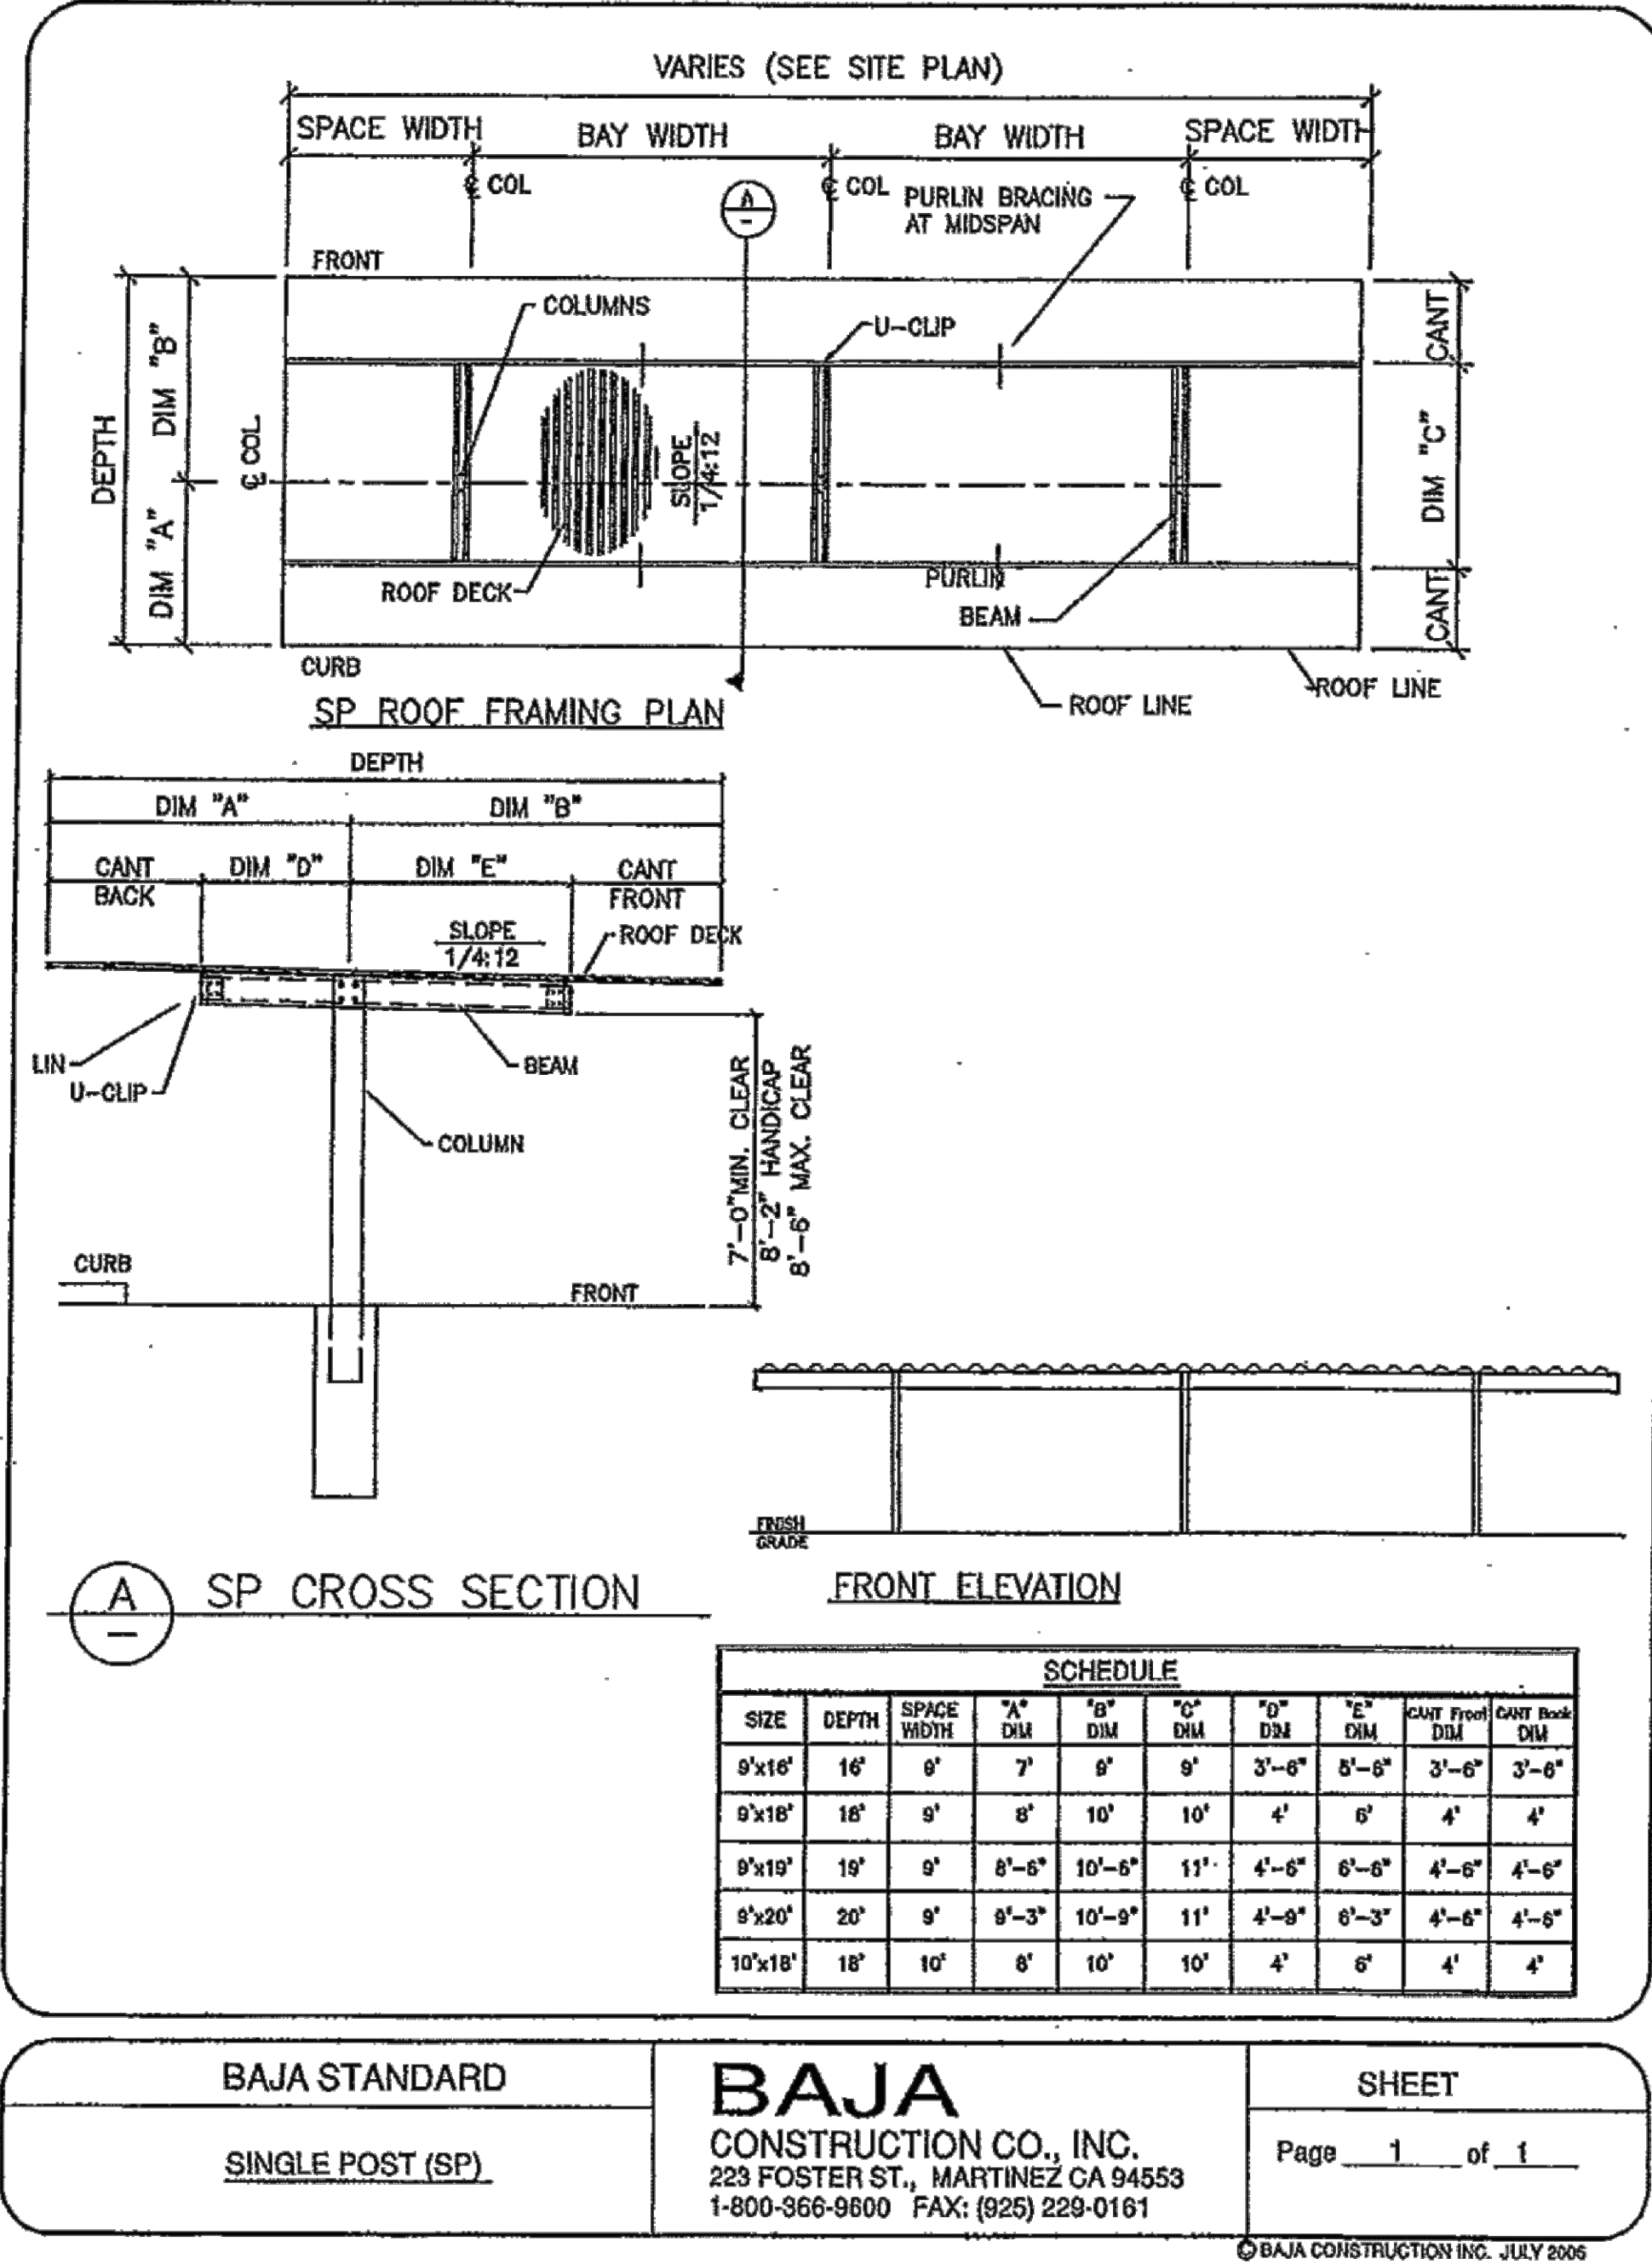 VARIES (SEE SITE PLAN)
SPACE WIDTH BAY WIDTH BAY WIDTH SPACE WIDTH
℄ COL ℄ COL ℄ COL
A
-
PURLIN BRACING
AT MIDSPAN
FRONT
COLUMNS
U-CLIP
CANT
DIM "C"
CANT
DEPTH
DIM "B"
DIM "A"
℄ COL.
SLOPE
1/4:12
ROOF DECK
PURLIN
BEAM
CURB
ROOF LINE
ROOF LINE
SP ROOF FRAMING PLAN
DEPTH
DIM "A" DIM "B"
CANT DIM "D" DIM "E" CANT
BACK FRONT
SLOPE
1/4:12
ROOF DECK
LIN
U-CLIP
BEAM
COLUMN
7'-0"MIN. CLEAR
8'-2" HANDICAP
8'-6" MAX. CLEAR
CURB
FRONT
FINISH
GRADE
A
-
SP CROSS SECTION
FRONT ELEVATION
SCHEDULE
SIZE DEPTH SPACE WIDTH "A" DIM "B" DIM "C" DIM "D" DIM "E" DIM CANT Front DIM CANT Back DIM
9'x16' 16' 9' 7' 9' 9' 3'-6" 5'-6" 3'-6" 3'-6"
9'x18' 18' 9' 8' 10' 10' 4' 6' 4' 4'
9'x19' 19' 9' 8'-6" 10'-6" 11' 4'-6" 6'-6" 4'-6" 4'-6"
9'x20' 20' 9' 9'-3" 10'-9" 11' 4'-9" 6'-3" 4'-6" 4'-6"
10'x18' 18' 10' 8' 10' 10' 4' 6' 4' 4'
BAJA STANDARD
SINGLE POST (SP)
BAJA
CONSTRUCTION CO., INC.
223 FOSTER ST., MARTINEZ CA 94553
1-800-366-9600 FAX: (925) 229-0161
SHEET
Page 1 of 1
© BAJA CONSTRUCTION INC. JULY 2005